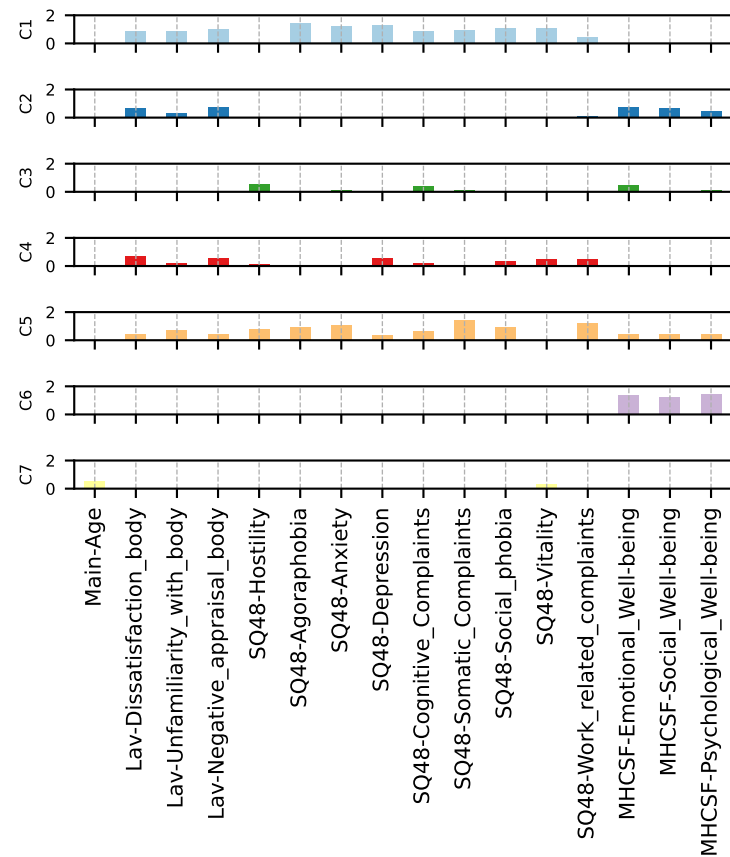 C1
2
0
C2
2
0
C3
2
0
C4
2
0
C5
2
0
C6
2
0
C7
2
0
Main-Age
Lav-Dissatisfaction_body
Lav-Unfamiliarity_with_body
Lav-Negative_appraisal_body
SQ48-Hostility
SQ48-Agoraphobia
SQ48-Anxiety
SQ48-Depression
SQ48-Cognitive_Complaints
SQ48-Somatic_Complaints
SQ48-Social_phobia
SQ48-Vitality
SQ48-Work_related_complaints
MHCSF-Emotional_Well-being
MHCSF-Social_Well-being
MHCSF-Psychological_Well-being